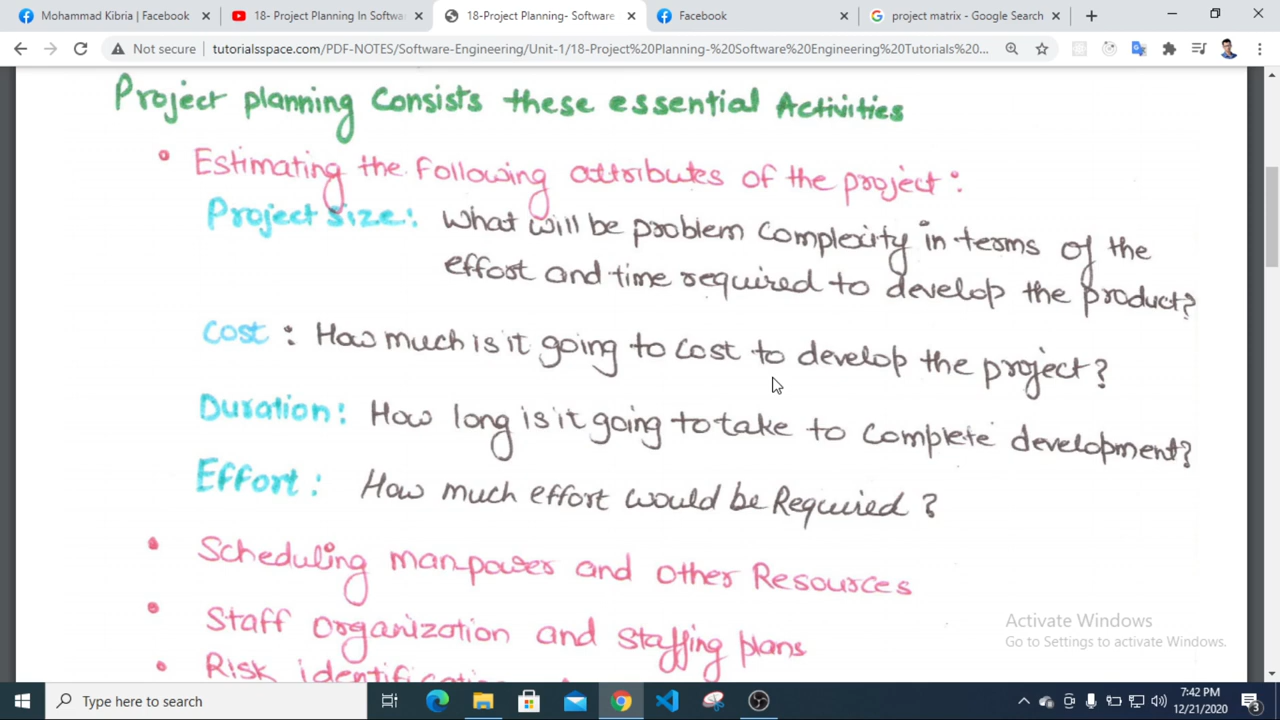 Mohammad Kibria | Facebook
18- Project Planning In Softwa
18-Project Planning- Software
Facebook
project matrix - Google Search
Not secure | tutorialsspace.com/PDF-NOTES/Software-Engineering/Unit-1/18-Project%20Planning-%20Software%20Engineering%20Tutorials%20...
Project planning Consists these essential Activities
• Estimating the following attributes of the project:
Project Size: What will be problem complexity in terms of the
effort and time required to develop the product?
Cost : How much is it going to cost to develop the project?
Duration: How long is it going to take to complete development?
Effort: How much effort would be Required?
• Scheduling manpower and other Resources
• Staff organization and staffing plans
• Risk identification
Activate Windows
Go to Settings to activate Windows.
Type here to search
7:42 PM
12/21/2020
3